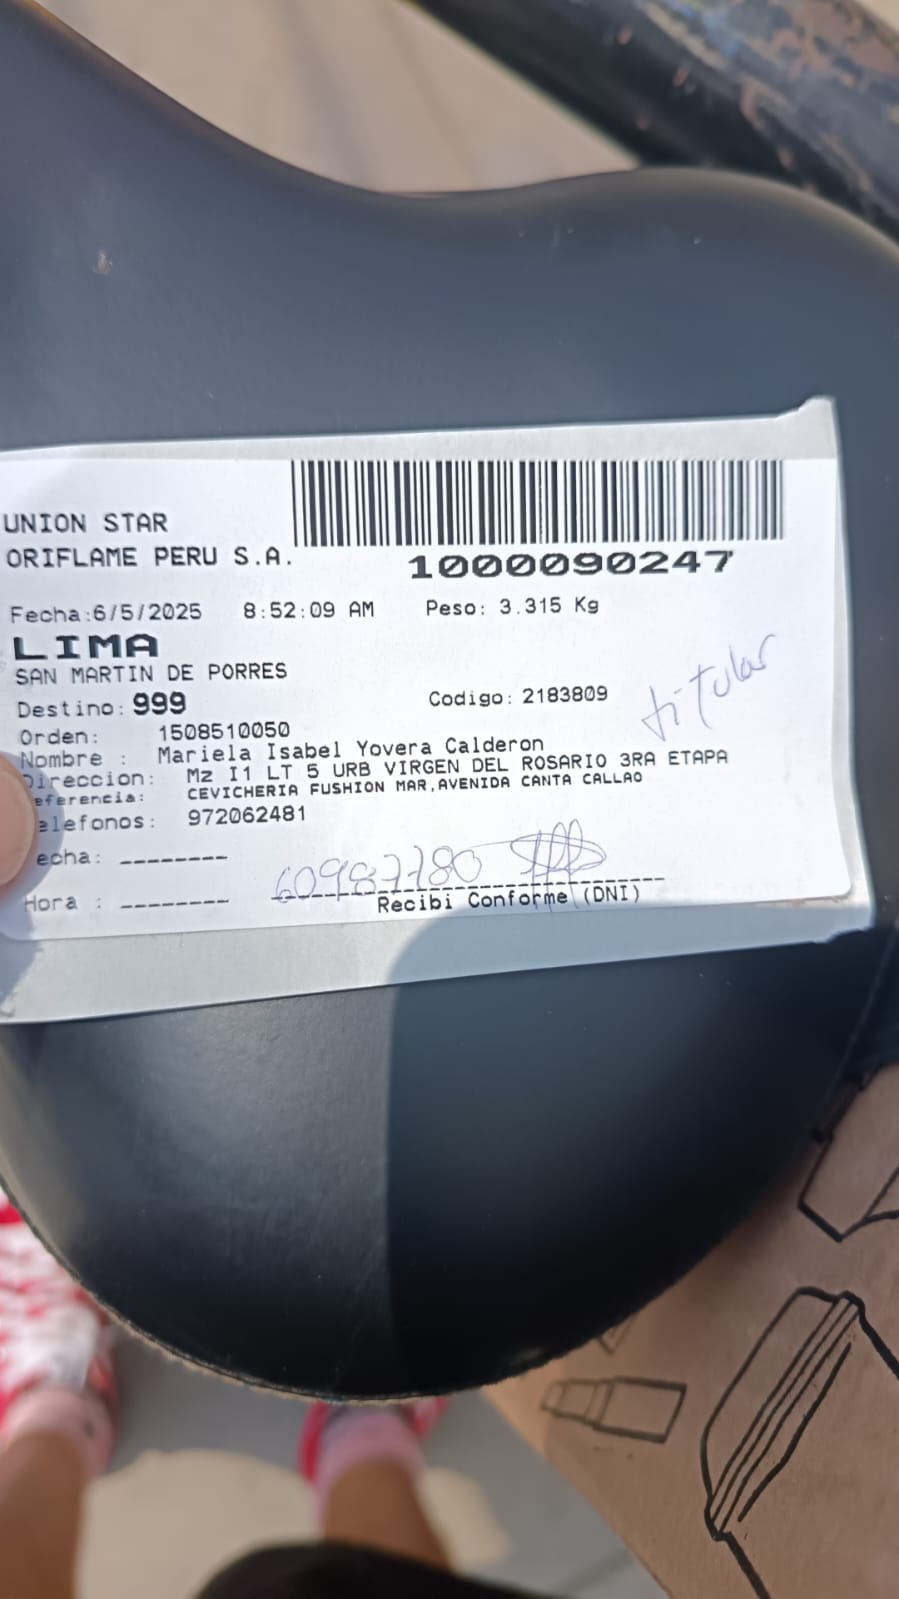 UNION STAR
ORIFLAME PERU S.A.
1000090247
Fecha:6/5/2025 8:52:09 AM Peso: 3.315 Kg
LIMA
SAN MARTIN DE PORRES
Destino: 999 Codigo: 2183809
titular
Orden: 1508510050
Nombre : Mariela Isabel Yovera Calderon
Direccion: Mz I1 LT 5 URB VIRGEN DEL ROSARIO 3RA ETAPA
eferencia: CEVICHERIA FUSHION MAR,AVENIDA CANTA CALLAO
elefonos: 972062481
echa: --------
60987780
Hora : --------
Recibi Conforme (DNI)